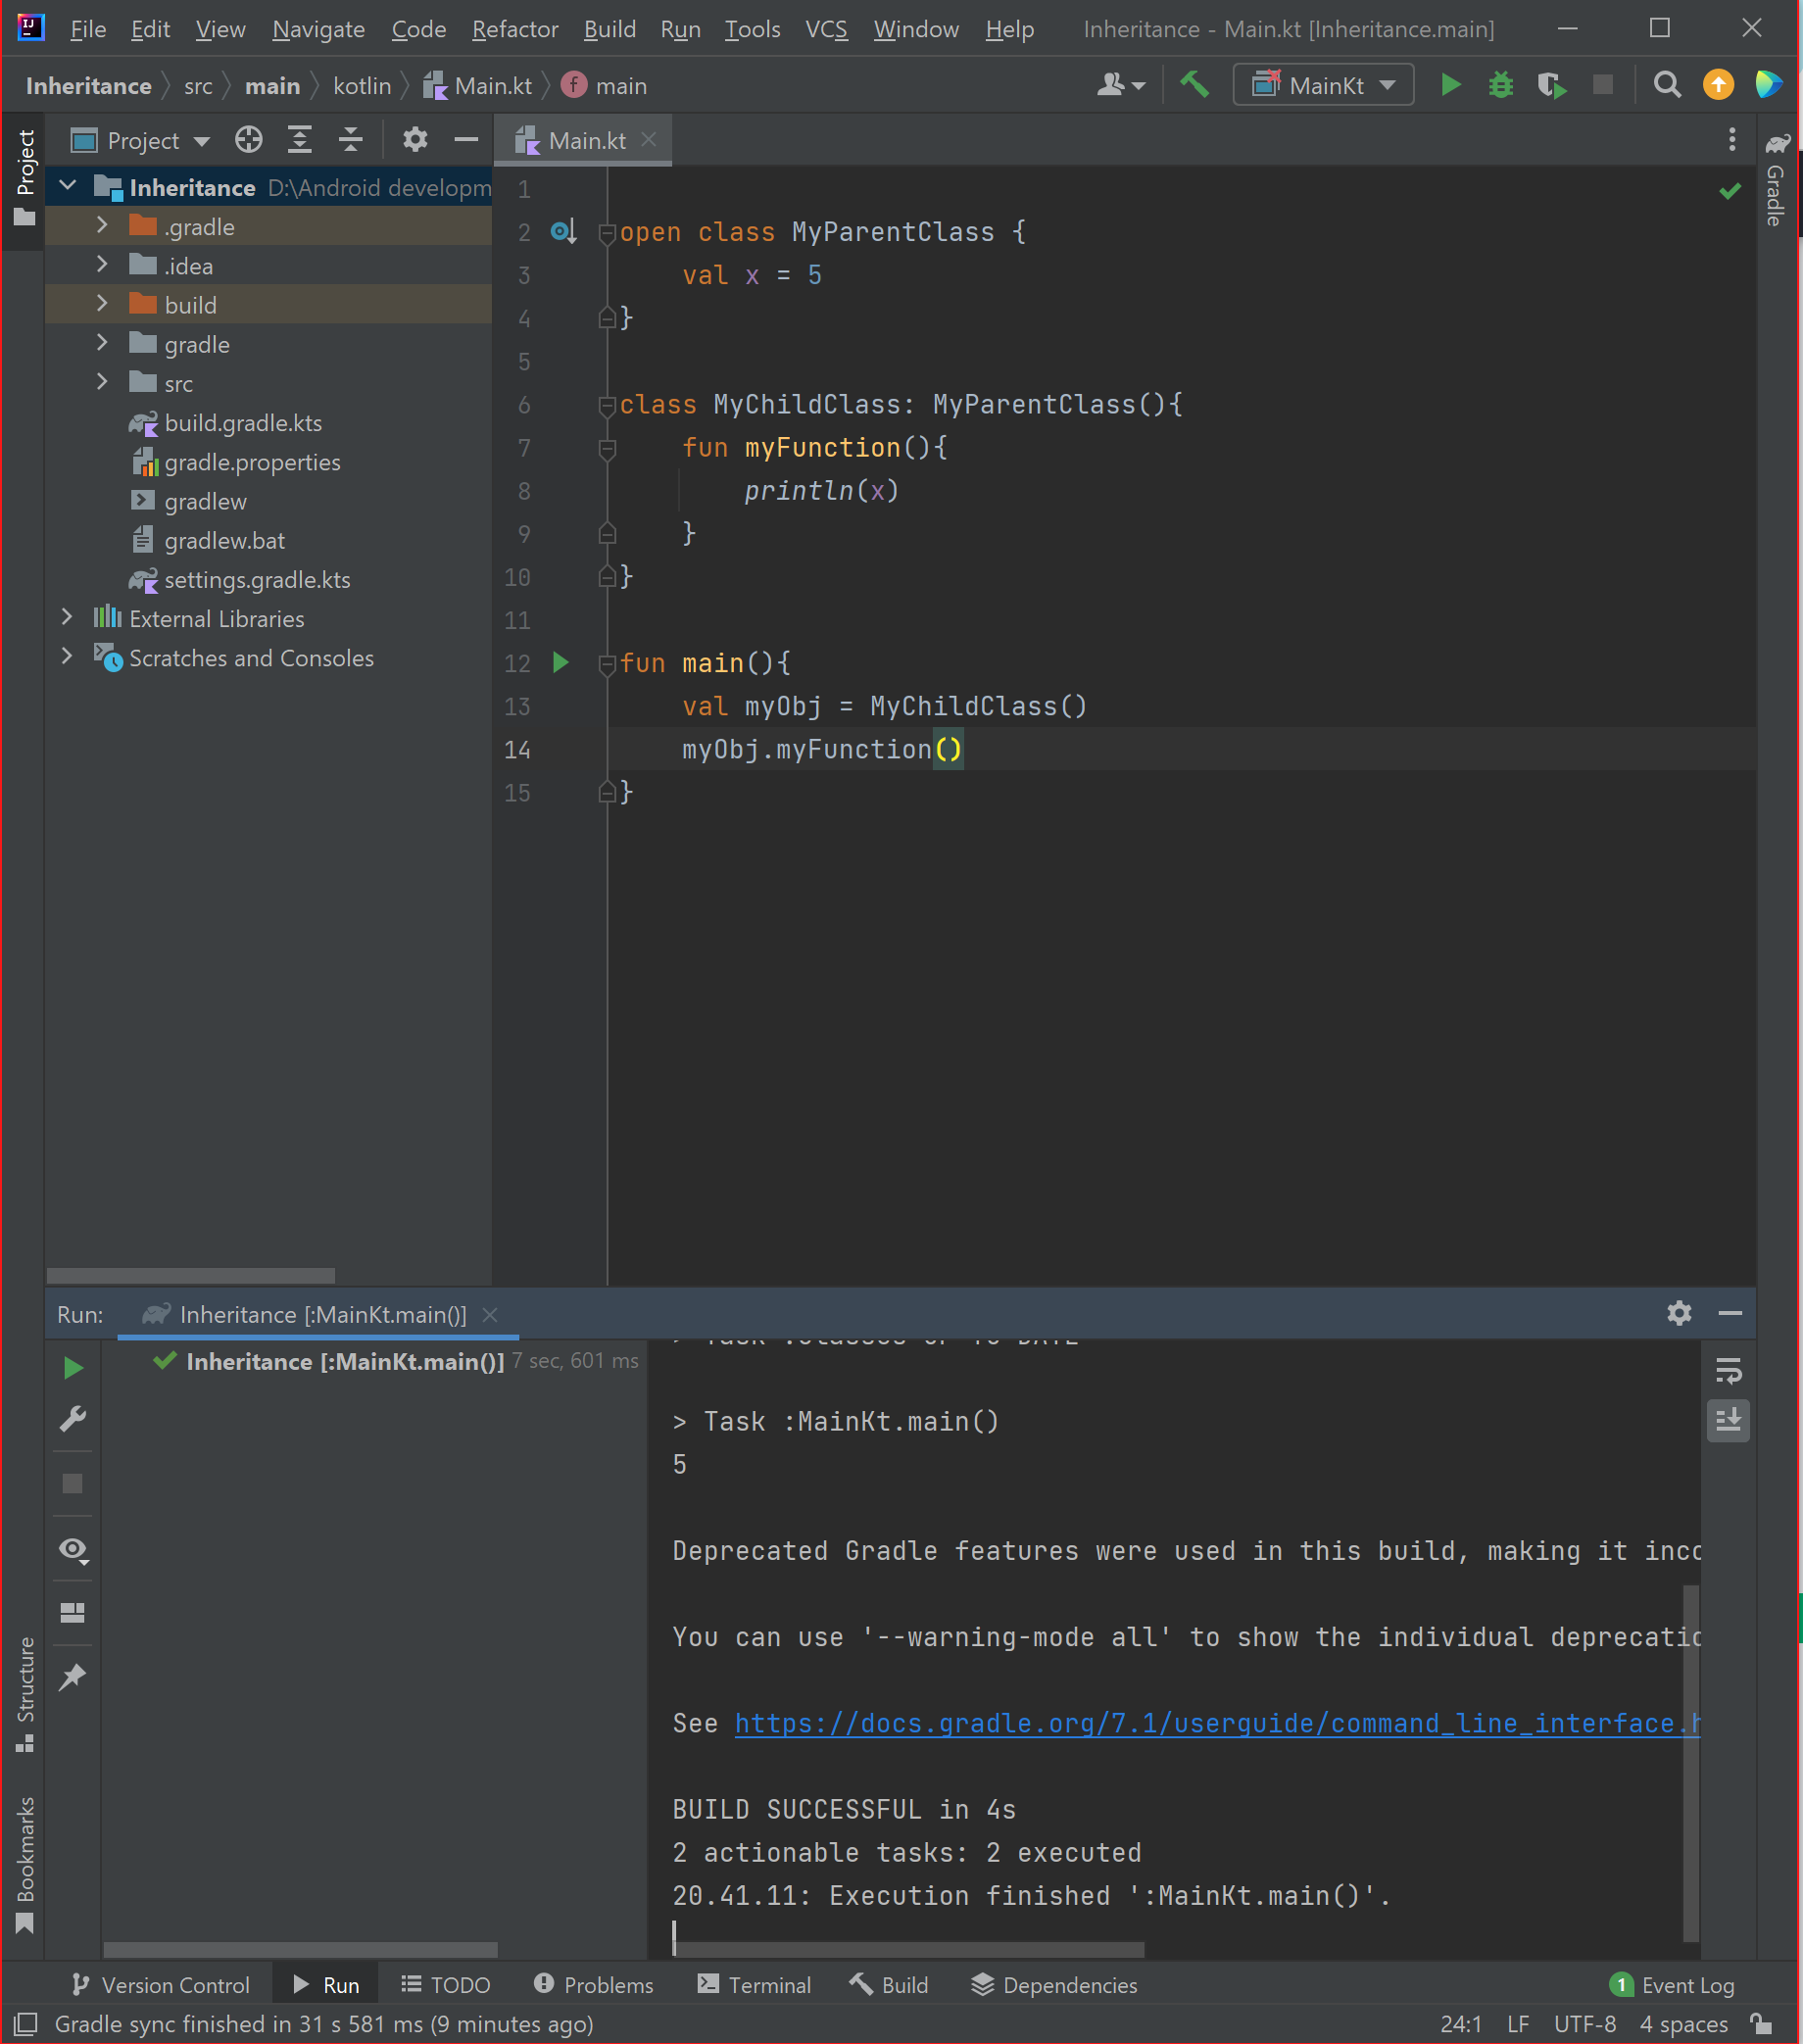 File Edit View Navigate Code Refactor Build Run Tools VCS Window Help Inheritance - Main.kt [Inheritance.main]
Inheritance src main kotlin Main.kt f main MainKt
Project
Project
Main.kt
Gradle
Inheritance D:\Android developm
.gradle
.idea
build
gradle
src
build.gradle.kts
gradle.properties
gradlew
gradlew.bat
settings.gradle.kts
External Libraries
Scratches and Consoles
1
2 open class MyParentClass {
3 val x = 5
4 }
5
6 class MyChildClass: MyParentClass(){
7 fun myFunction(){
8 println(x)
9 }
10 }
11
12 fun main(){
13 val myObj = MyChildClass()
14 myObj.myFunction()
15 }
Run: Inheritance [:MainKt.main()]
Inheritance [:MainKt.main()] 7 sec, 601 ms
> Task :MainKt.main()
5
Deprecated Gradle features were used in this build, making it inco
You can use '--warning-mode all' to show the individual deprecatio
See https://docs.gradle.org/7.1/userguide/command_line_interface.h
BUILD SUCCESSFUL in 4s
2 actionable tasks: 2 executed
20.41.11: Execution finished ':MainKt.main()'.
Structure
Bookmarks
Version Control Run TODO Problems Terminal Build Dependencies 1 Event Log
Gradle sync finished in 31 s 581 ms (9 minutes ago) 24:1 LF UTF-8 4 spaces